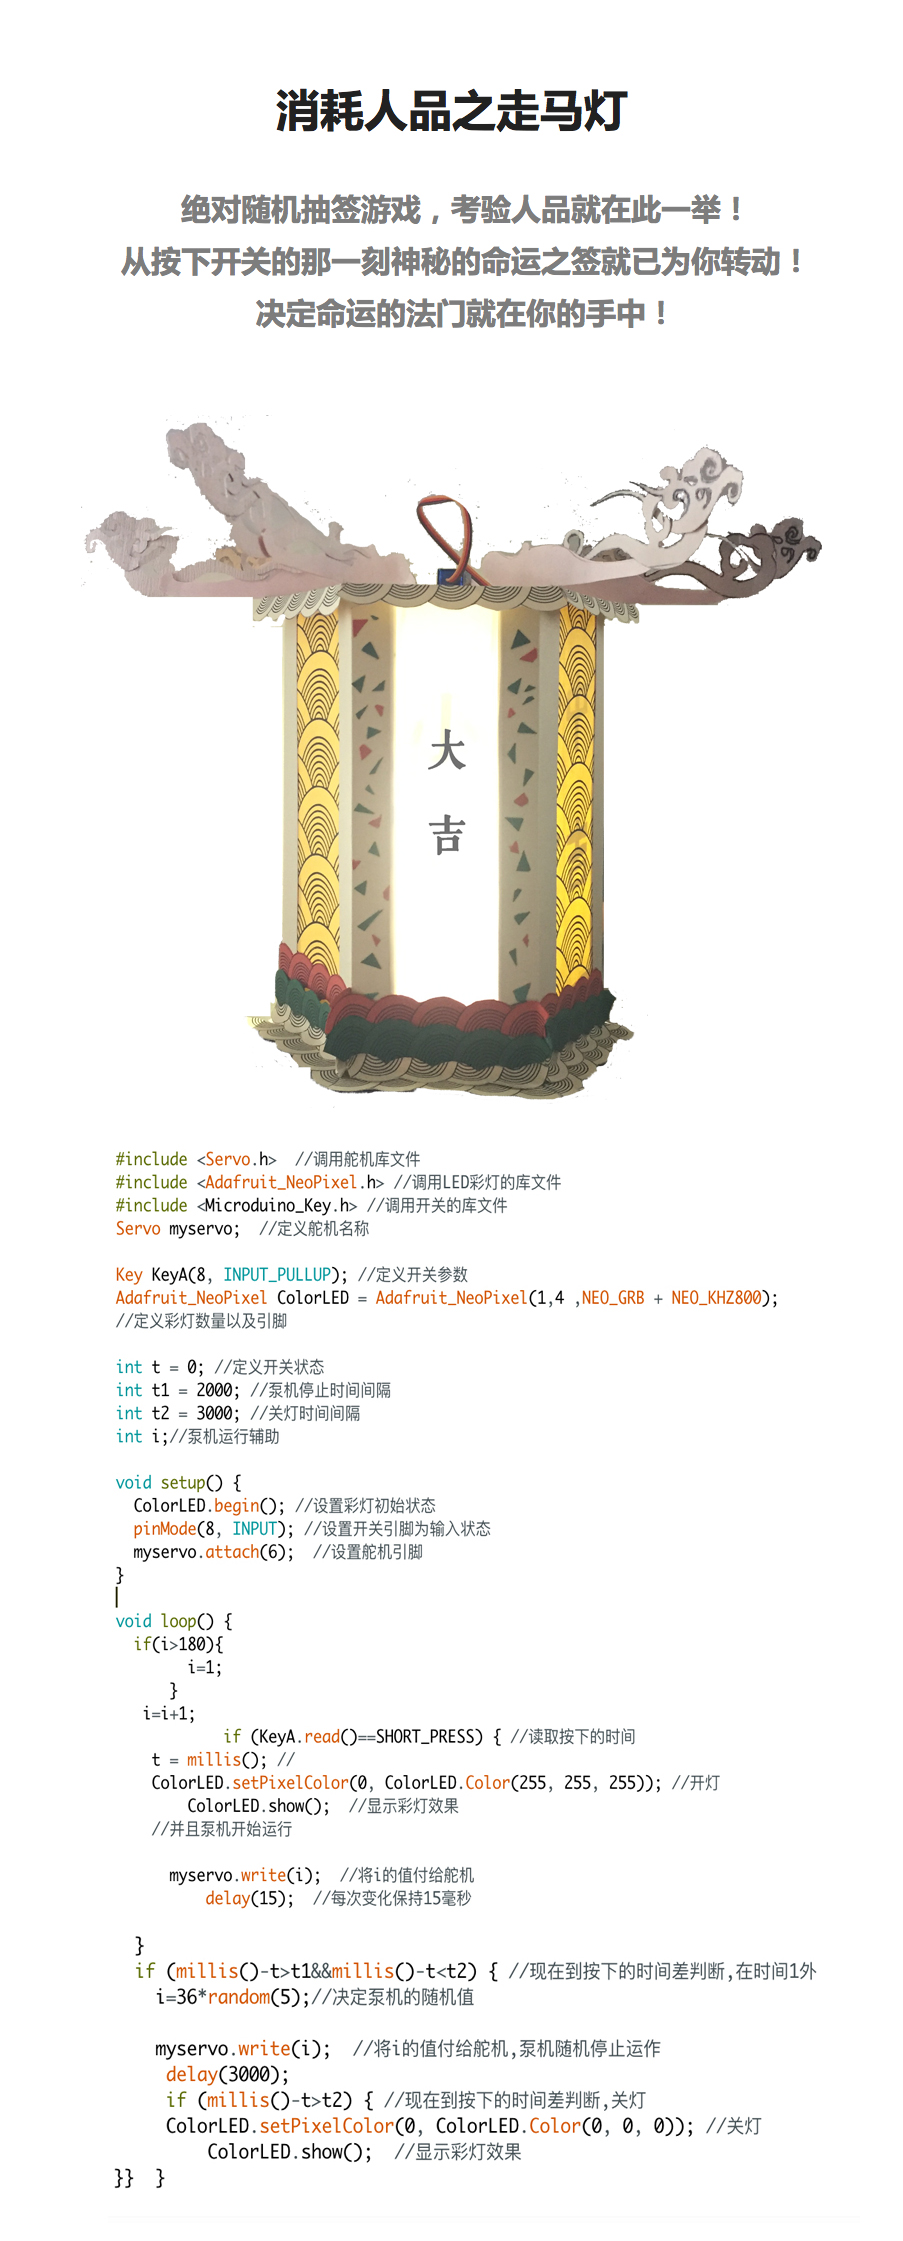 消耗人品之走马灯
绝对随机抽签游戏，考验人品就在此一举！
从按下开关的那一刻神秘的命运之签就已为你转动！
决定命运的法门就在你的手中！
大
吉
#include <Servo.h>  //调用舵机库文件
#include <Adafruit_NeoPixel.h> //调用LED彩灯的库文件
#include <Microduino_Key.h> //调用开关的库文件
Servo myservo;  //定义舵机名称
Key KeyA(8, INPUT_PULLUP); //定义开关参数
Adafruit_NeoPixel ColorLED = Adafruit_NeoPixel(1,4 ,NEO_GRB + NEO_KHZ800);
//定义彩灯数量以及引脚
int t = 0; //定义开关状态
int t1 = 2000; //泵机停止时间间隔
int t2 = 3000; //关灯时间间隔
int i;//泵机运行辅助
void setup() {
  ColorLED.begin(); //设置彩灯初始状态
  pinMode(8, INPUT); //设置开关引脚为输入状态
  myservo.attach(6);  //设置舵机引脚
}
void loop() {
  if(i>180){
        i=1;
      }
   i=i+1;
            if (KeyA.read()==SHORT_PRESS) { //读取按下的时间
    t = millis(); //
    ColorLED.setPixelColor(0, ColorLED.Color(255, 255, 255)); //开灯
        ColorLED.show();  //显示彩灯效果
    //并且泵机开始运行
      myservo.write(i);  //将i的值付给舵机
          delay(15);  //每次变化保持15毫秒
  }
  if (millis()-t>t1&&millis()-t<t2) { //现在到按下的时间差判断,在时间1外
    i=36*random(5);//决定泵机的随机值
    myservo.write(i);  //将i的值付给舵机,泵机随机停止运作
     delay(3000);
     if (millis()-t>t2) { //现在到按下的时间差判断,关灯
     ColorLED.setPixelColor(0, ColorLED.Color(0, 0, 0)); //关灯
         ColorLED.show();  //显示彩灯效果
}}  }